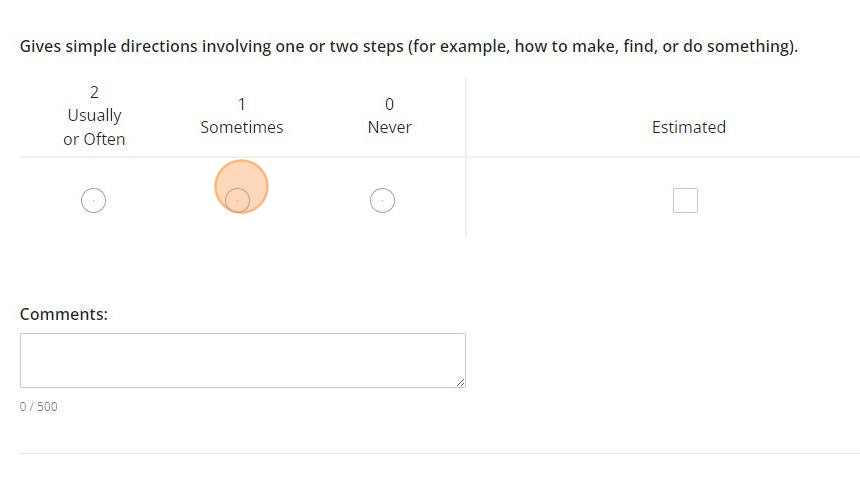 Gives simple directions involving one or two steps (for example, how to make, find, or do something).
2
Usually
or Often
1
Sometimes
0
Never
Estimated
Comments:
0 / 500